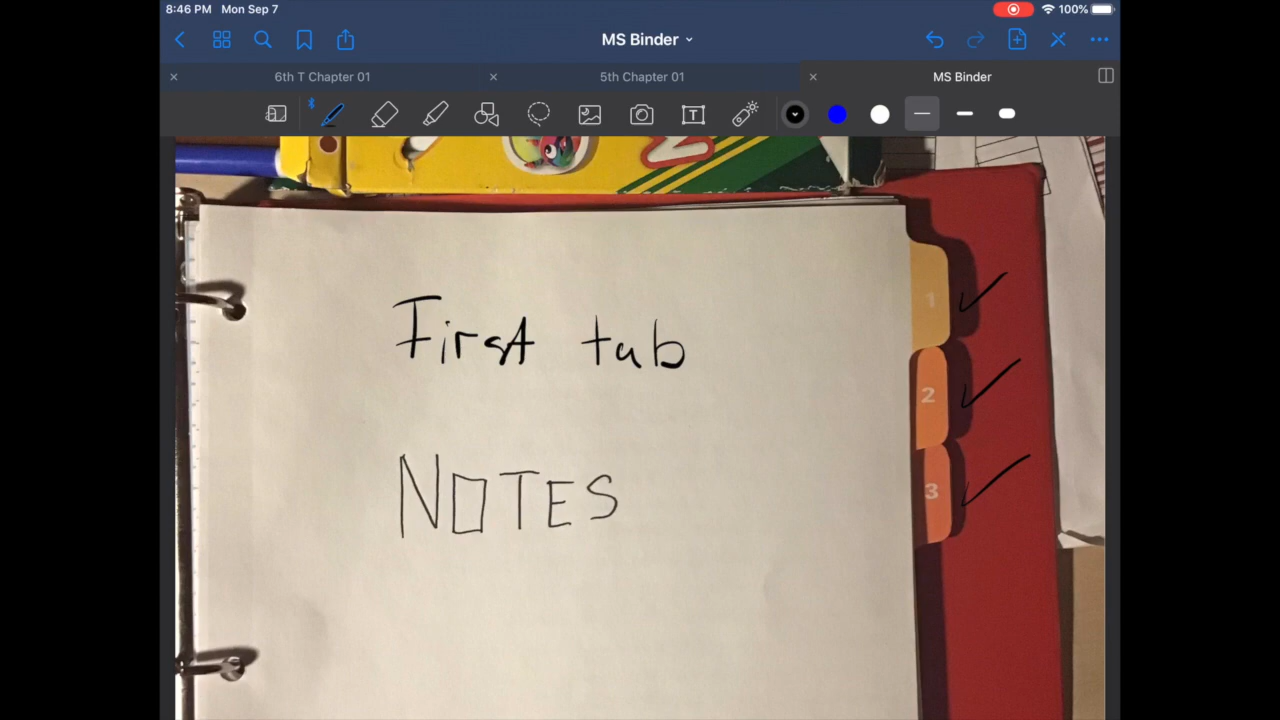 8:46 PM Mon Sep 7
100%
MS Binder
6th T Chapter 01
5th Chapter 01
MS Binder
T
First tab
NOTES
1
2
3